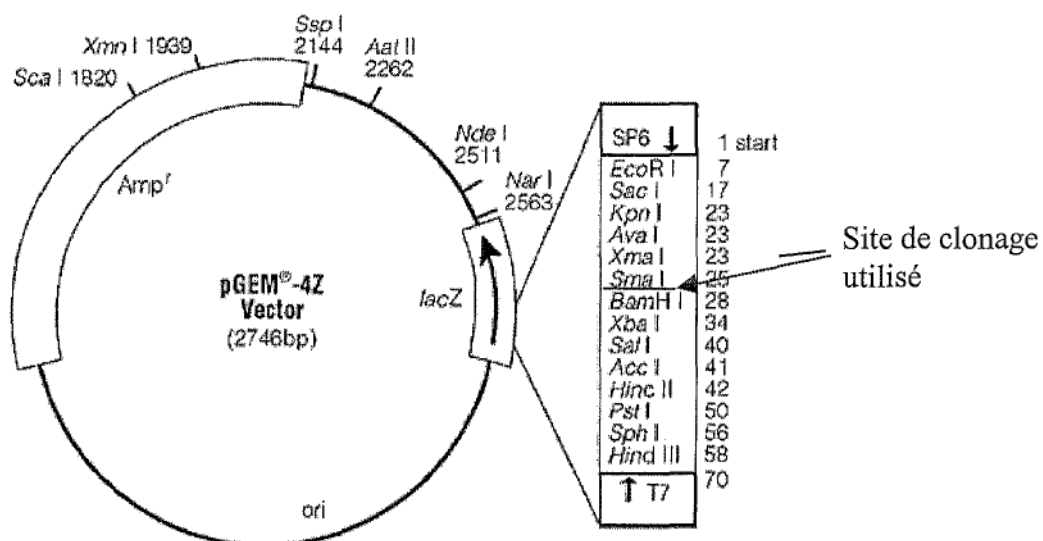 Ssp I
2144
Xmn I 1939
Aat II
2262
Sca I 1820
Nde I
2511
Nar I
2563
Ampʳ
pGEM®-4Z
Vector
(2746bp)
lacZ
ori
SP6 ↓
1 start
EcoR I 7
Sac I 17
Kpn I 23
Ava I 23
Xma I 23
Sma I 25
BamH I 28
Xba I 34
Sal I 40
Acc I 41
Hinc II 42
Pst I 50
Sph I 56
Hind III 58
70
↑ T7
Site de clonage
utilisé